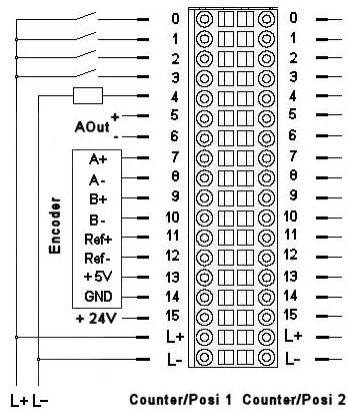 0 0
1 1
2 2
3 3
4 4
+ 5 5
AOut
- 6 6
A+ 7 7
A- 8 8
B+ 9 9
B- 10 10
Ref+ 11 11
Ref- 12 12
+5V 13 13
GND 14 14
Encoder
+ 24V 15 15
L+ L+
L- L-
L+ L- Counter/Posi 1 Counter/Posi 2